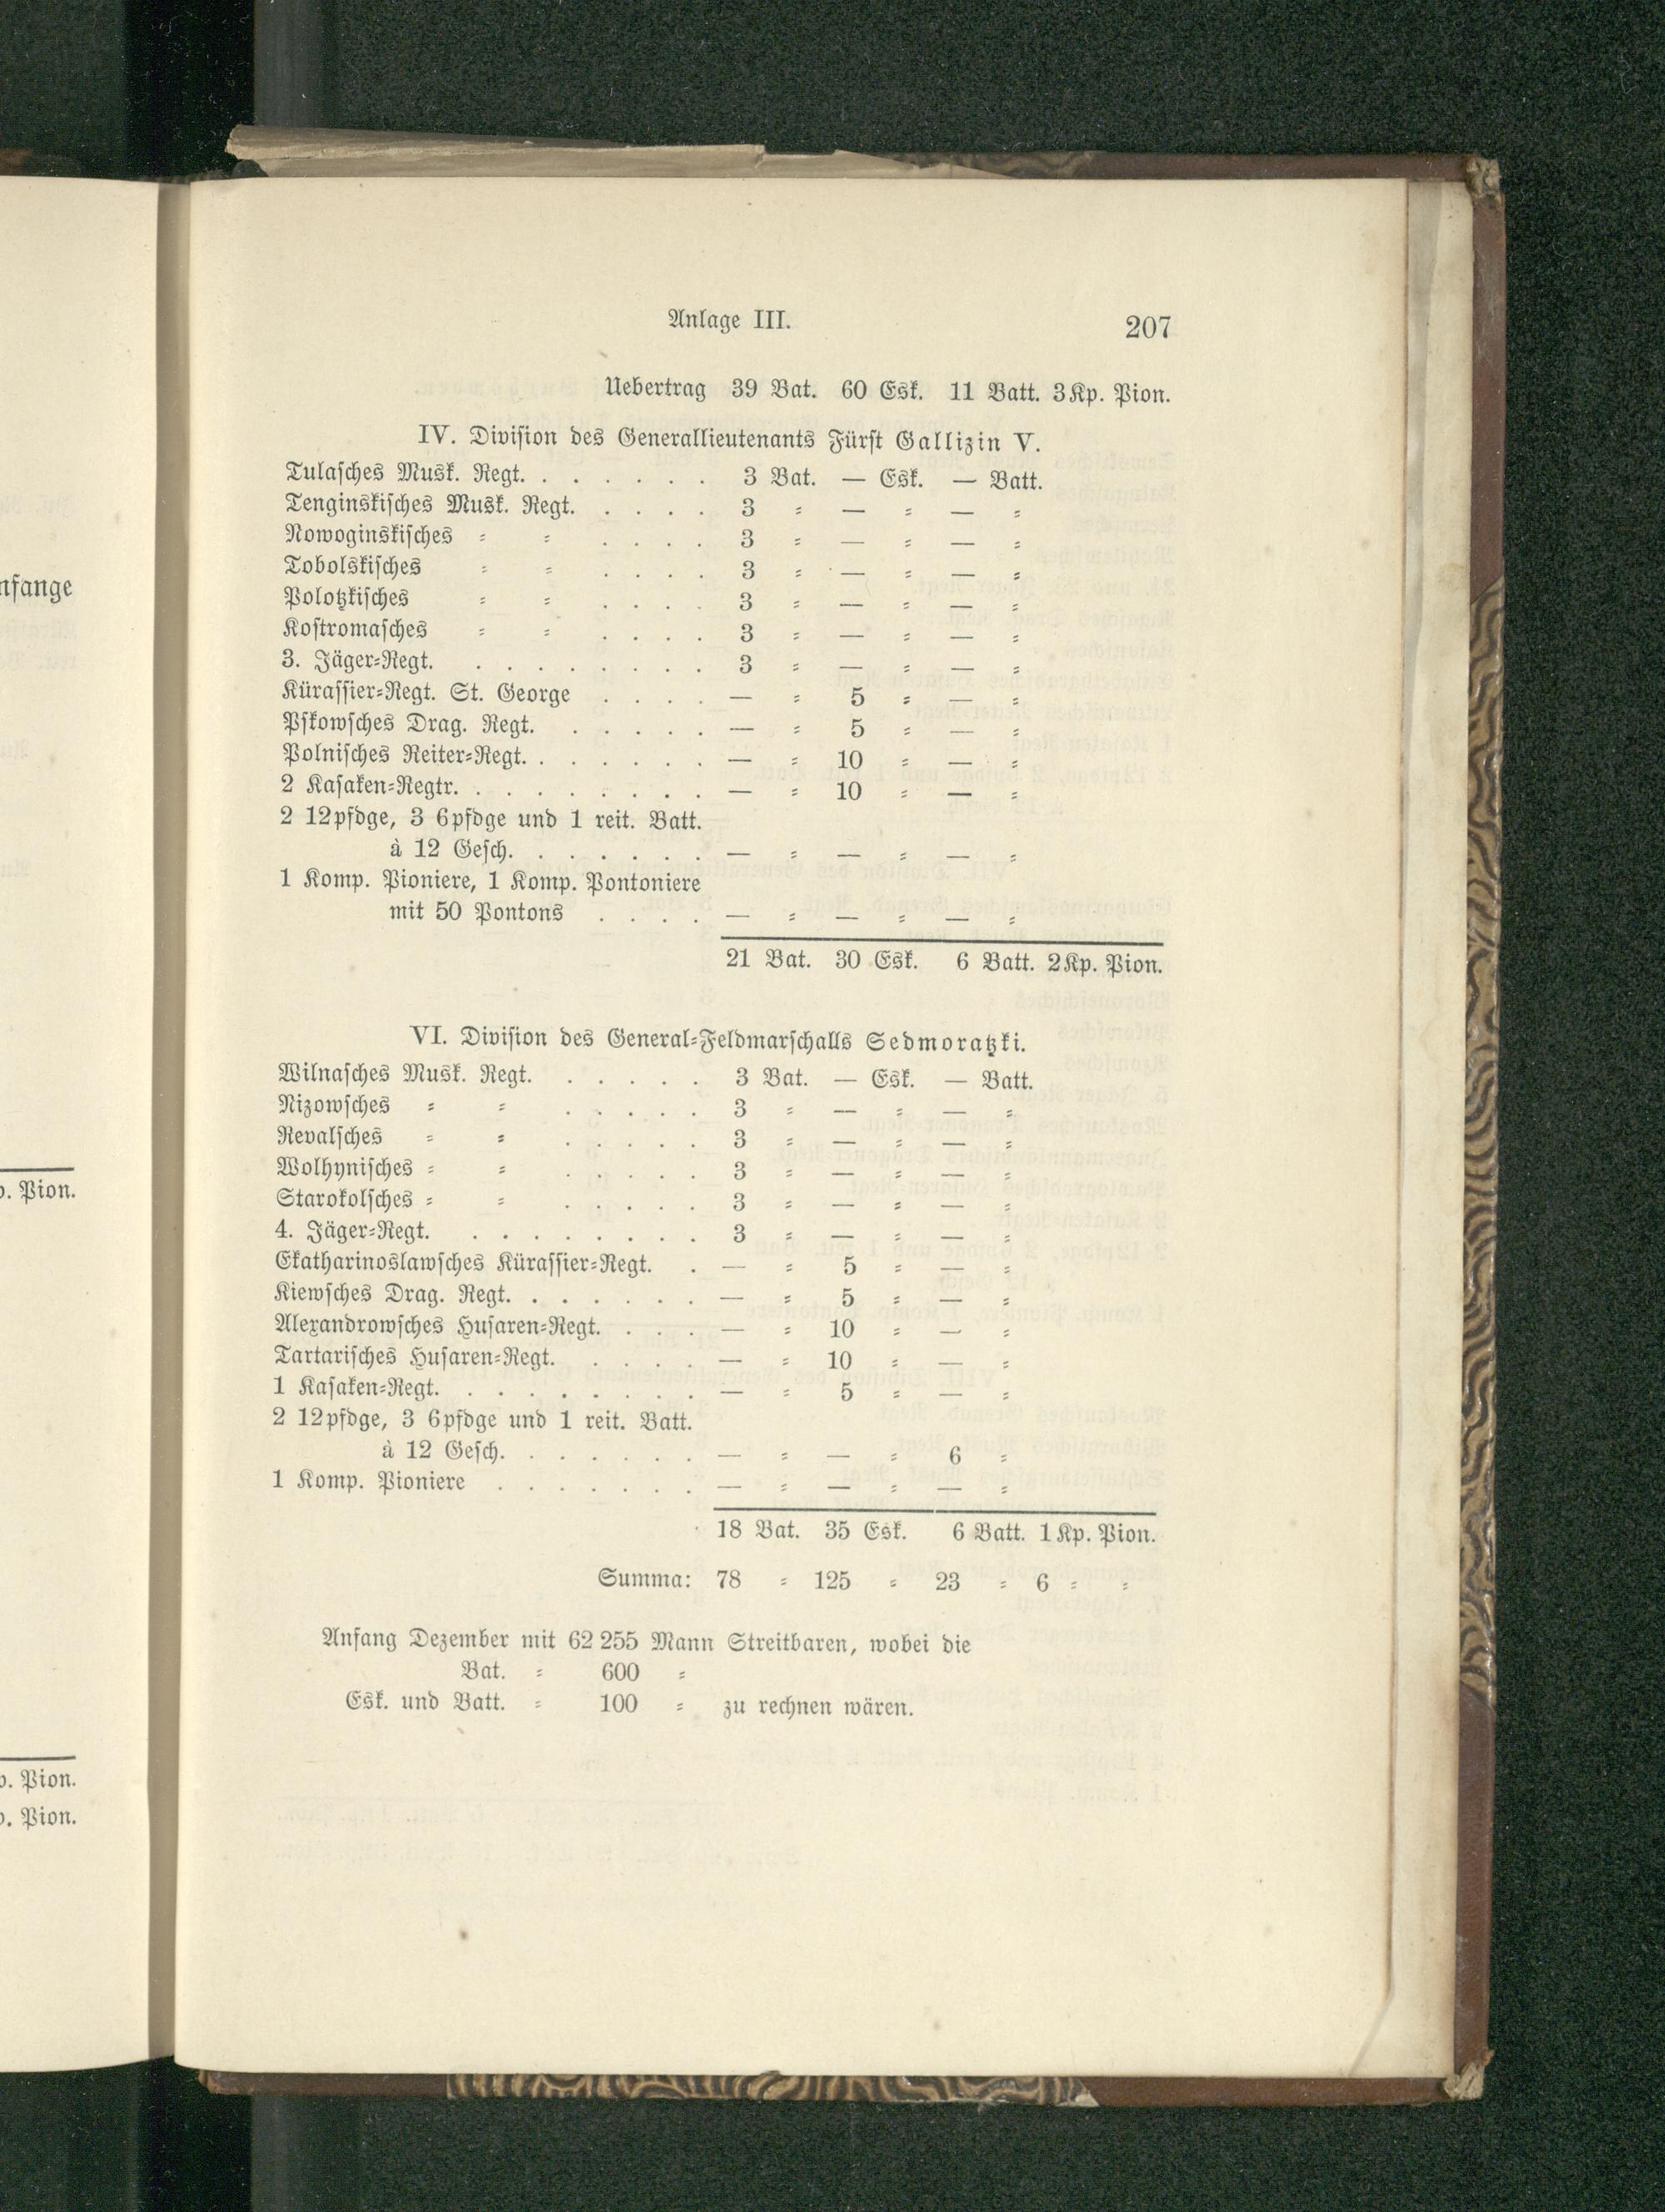 nfange
p. Pion.
p. Pion.
p. Pion.
Anlage III. 207
Uebertrag 39 Bat. 60 Esk. 11 Batt. 3 Kp. Pion.
IV. Division des Generallieutenants Fürst Gallizin V.
Tulasches Musk. Regt. . . . . . . 3 Bat. — Esk. — Batt.
Tenginskisches Musk. Regt. . . . . 3 = — = — =
Nowoginskisches = = . . . . 3 = — = — =
Tobolskisches = = . . . . 3 = — = — =
Polotzkisches = = . . . . 3 = — = — =
Kostromasches = = . . . . 3 = — = — =
3. Jäger-Regt. . . . . . . . . 3 = — = — =
Kürassier-Regt. St. George . . . . — = 5 = — =
Pskowsches Drag. Regt. . . . . . . — = 5 = — =
Polnisches Reiter-Regt. . . . . . . — = 10 = — =
2 Kasaken-Regtr. . . . . . . . . — = 10 = — =
2 12pfdge, 3 6pfdge und 1 reit. Batt.
à 12 Gesch. . . . . . . — = — = — =
1 Komp. Pioniere, 1 Komp. Pontoniere
mit 50 Pontons . . . . — = — = — =
21 Bat. 30 Esk. 6 Batt. 2 Kp. Pion.
VI. Division des General-Feldmarschalls Sedmoratzki.
Wilnasches Musk. Regt. . . . . . 3 Bat. — Esk. — Batt.
Nizowsches = = . . . . . 3 = — = — =
Revalsches = = . . . . . 3 = — = — =
Wolhynisches = = . . . . . 3 = — = — =
Starokolsches = = . . . . . 3 = — = — =
4. Jäger-Regt. . . . . . . . . 3 = — = — =
Ekatharinoslawsches Kürassier-Regt. . — = 5 = — =
Kiewsches Drag. Regt. . . . . . . — = 5 = — =
Alexandrowsches Husaren-Regt. . . . — = 10 = — =
Tartarisches Husaren-Regt. . . . . — = 10 = — =
1 Kasaken-Regt. . . . . . . . . — = 5 = — =
2 12pfdge, 3 6pfdge und 1 reit. Batt.
à 12 Gesch. . . . . . . — = — = 6 =
1 Komp. Pioniere . . . . . . . — = — = — =
18 Bat. 35 Esk. 6 Batt. 1 Kp. Pion.
Summa: 78 = 125 = 23 = 6 = =
Anfang Dezember mit 62 255 Mann Streitbaren, wobei die
Bat. = 600 =
Esk. und Batt. = 100 = zu rechnen wären.